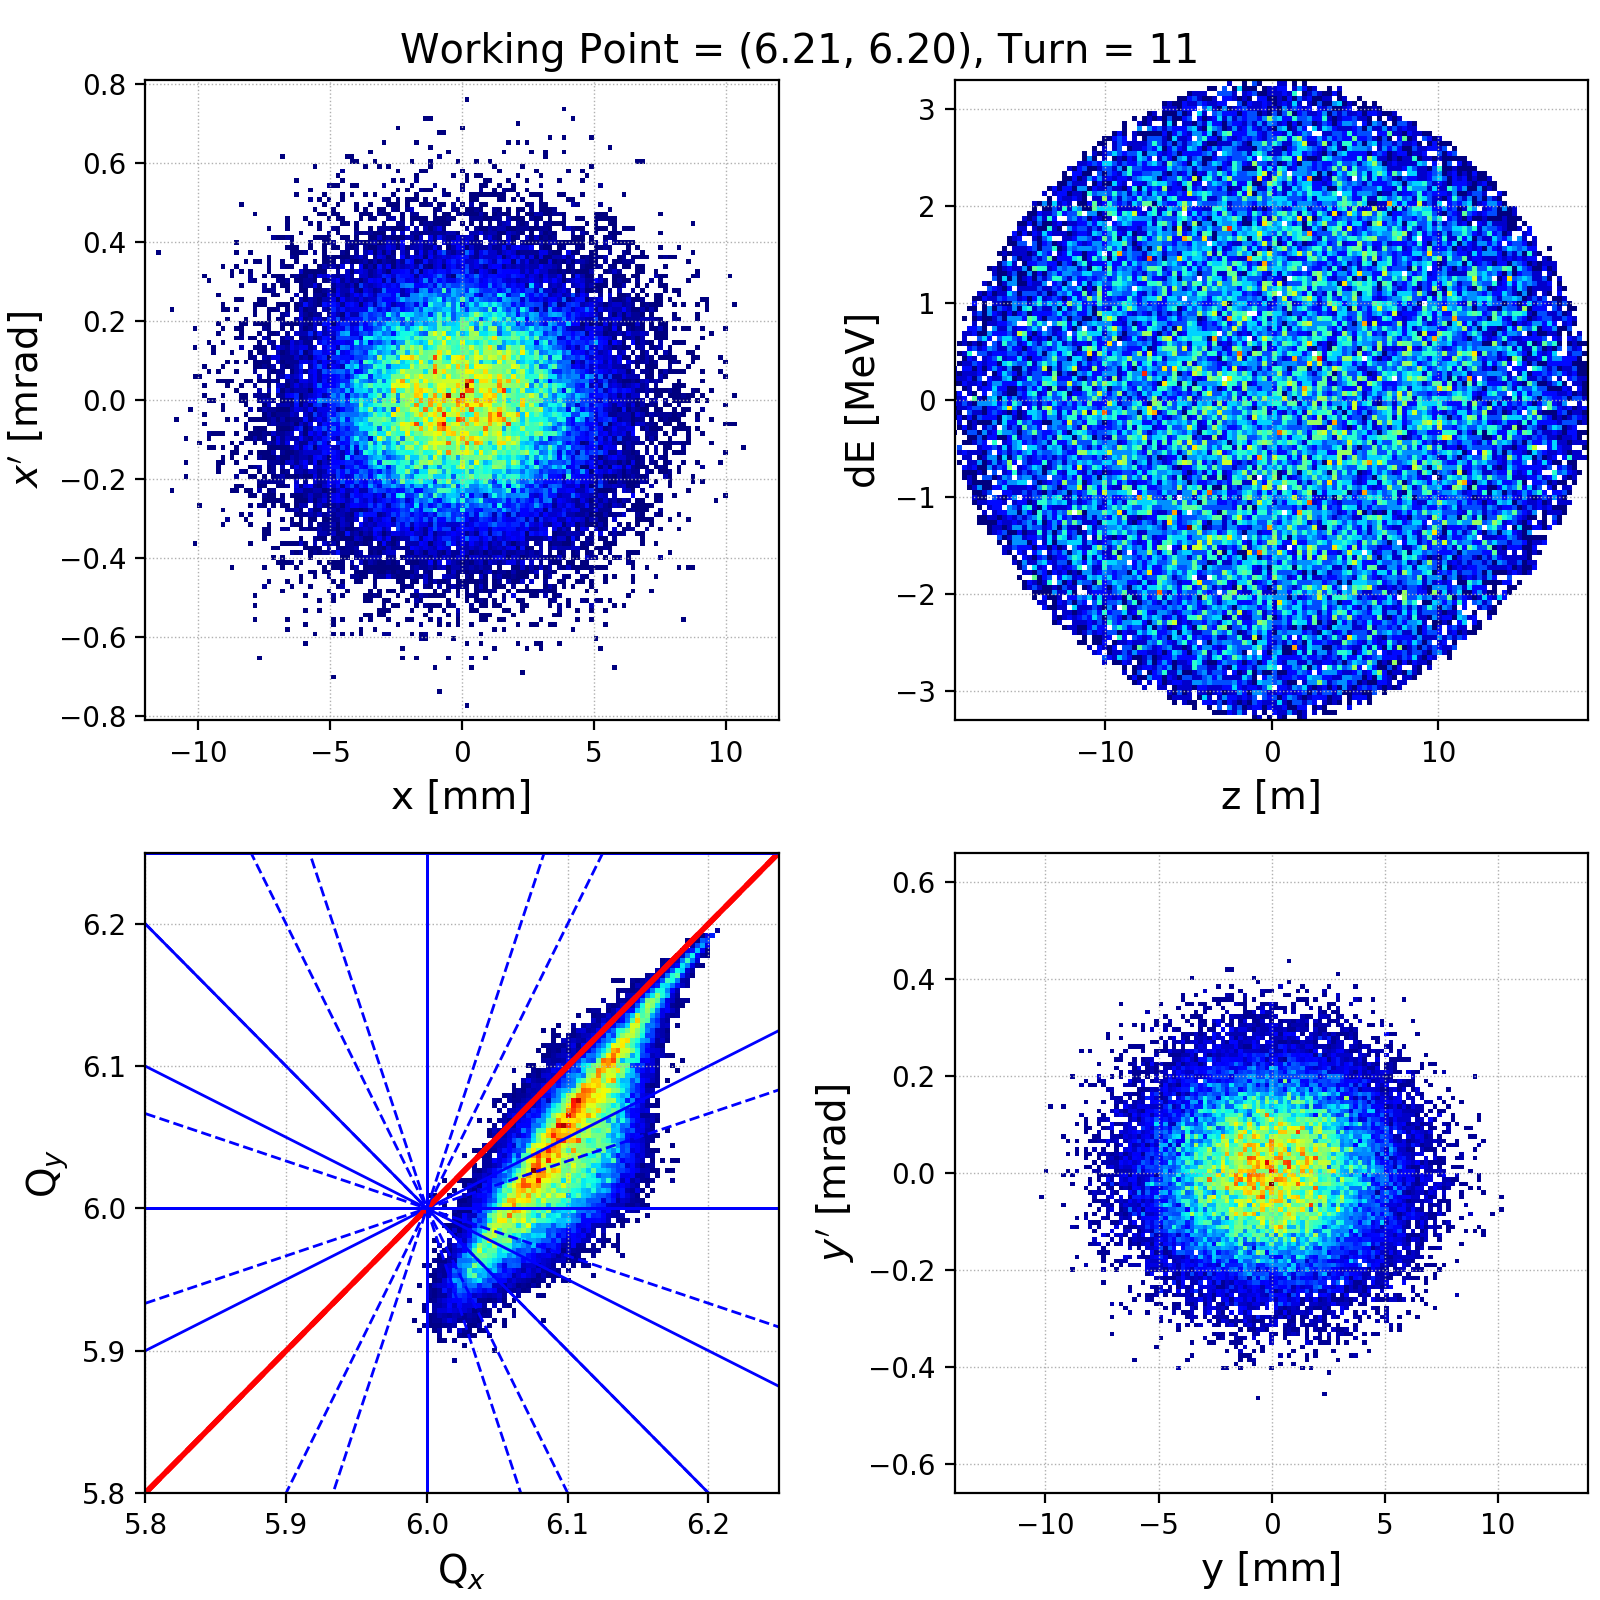 Working Point = (6.21, 6.20), Turn = 11
0.8
0.6
0.4
0.2
0.0
−0.2
−0.4
−0.6
−0.8
x′ [mrad]
−10 −5 0 5 10
x [mm]
3
2
1
0
−1
−2
−3
dE [MeV]
−10 0 10
z [m]
6.2
6.1
6.0
5.9
5.8
Qy
5.8 5.9 6.0 6.1 6.2
Qx
0.6
0.4
0.2
0.0
−0.2
−0.4
−0.6
y′ [mrad]
−10 −5 0 5 10
y [mm]